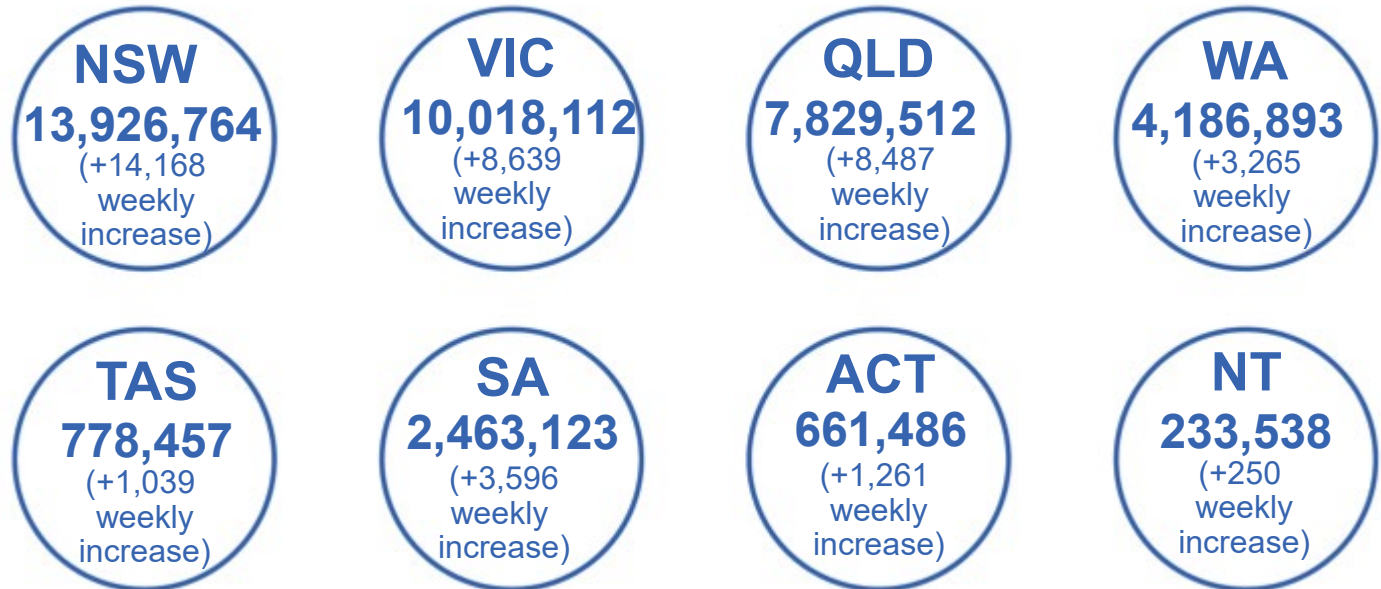 NSW
13,926,764
(+14,168
weekly
increase)
VIC
10,018,112
(+8,639
weekly
increase)
QLD
7,829,512
(+8,487
weekly
increase)
WA
4,186,893
(+3,265
weekly
increase)
TAS
778,457
(+1,039
weekly
increase)
SA
2,463,123
(+3,596
weekly
increase)
ACT
661,486
(+1,261
weekly
increase)
NT
233,538
(+250
weekly
increase)